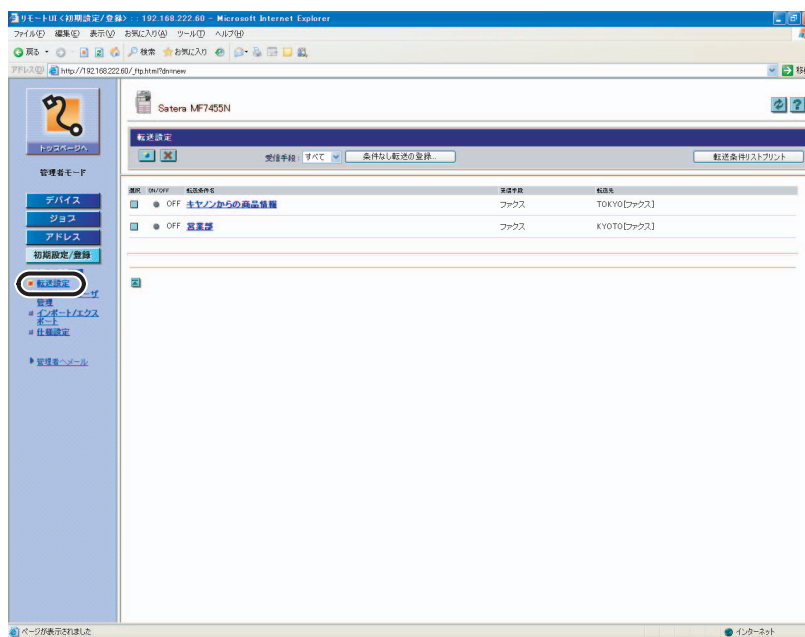 リモートUI <初期設定/登録> : : 192.168.222.60 - Microsoft Internet Explorer
ファイル(F) 編集(E) 表示(V) お気に入り(A) ツール(T) ヘルプ(H)
戻る 検索 お気に入り
アドレス(D) http://192.168.222.60/_ftp.html?dn=new 移動
トップページへ
管理者モード
デバイス
ジョブ
アドレス
初期設定/登録
転送設定
ーザ
管理
インポート/エクス
ポート
仕様設定
管理者へメール
Satera MF7455N
転送設定
受信手段: すべて 条件なし転送の登録... 転送条件リストプリント
選択 ON/OFF 転送条件名 受信手段 転送先
OFF キヤノンからの商品情報 ファクス TOKYO[ファクス]
OFF 営業部 ファクス KYOTO[ファクス]
ページが表示されました インターネット